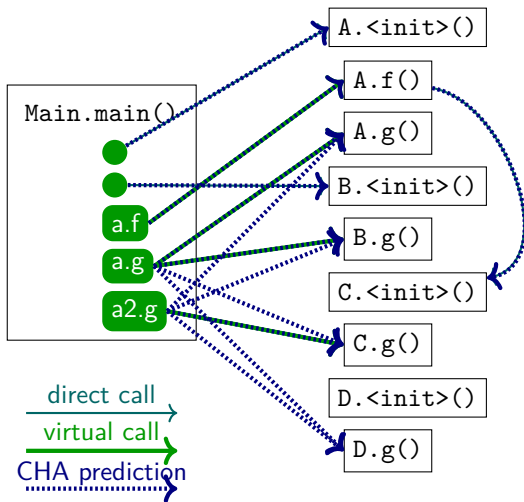 A.<init>()
A.f()
Main.main()
A.g()
B.<init>()
a.f
B.g()
a.g
C.<init>()
a2.g
C.g()
direct call
D.<init>()
virtual call
D.g()
CHA prediction